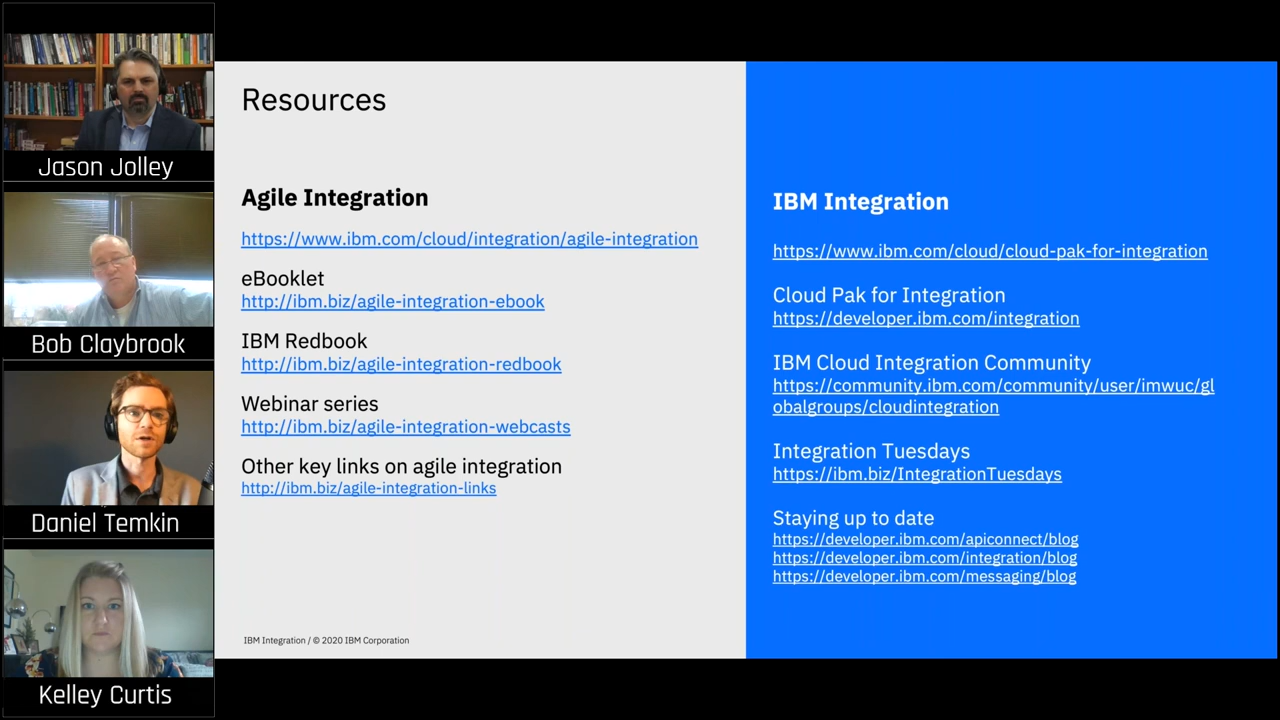 Jason Jolley
Bob Claybrook
Daniel Temkin
Kelley Curtis
Resources
Agile Integration
https://www.ibm.com/cloud/integration/agile-integration
eBooklet
http://ibm.biz/agile-integration-ebook
IBM Redbook
http://ibm.biz/agile-integration-redbook
Webinar series
http://ibm.biz/agile-integration-webcasts
Other key links on agile integration
http://ibm.biz/agile-integration-links
IBM Integration / © 2020 IBM Corporation
IBM Integration
https://www.ibm.com/cloud/cloud-pak-for-integration
Cloud Pak for Integration
https://developer.ibm.com/integration
IBM Cloud Integration Community
https://community.ibm.com/community/user/imwuc/gl
obalgroups/cloudintegration
Integration Tuesdays
https://ibm.biz/IntegrationTuesdays
Staying up to date
https://developer.ibm.com/apiconnect/blog
https://developer.ibm.com/integration/blog
https://developer.ibm.com/messaging/blog